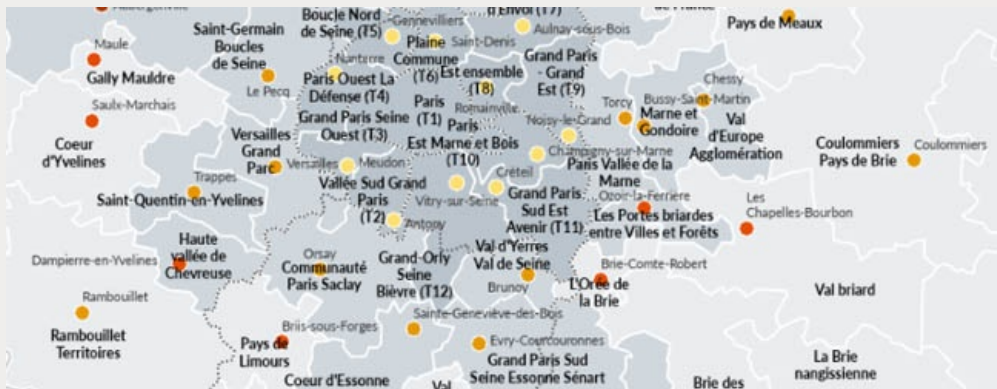 Boucle Nord
de Seine (T5)
Gennevilliers
d'Envol (T7)
de France
Pays de Meaux
Saint-Germain
Boucles
de Seine
Aulnay-sous-Bois
Maule
Gally Mauldre
Plaine
Commune
(T6)
Saint-Denis
Nanterre
Le Pecq
Paris Ouest La
Défense (T4)
Est ensemble
(T8)
Grand Paris
- Grand
Est (T9)
Chessy
Saulx-Marchais
Coeur
d'Yvelines
Grand Paris Seine
Ouest (T3)
Paris
(T1)
Romainville
Torcy
Bussy-Saint-Martin
Marne et
Gondoire
Noisy-le-Grand
Val
d'Europe
Agglomération
Versailles
Grand
Parc
Versailles
Meudon
Paris
Est Marne et Bois
(T10)
Champigny-sur-Marne
Coulommiers
Pays de Brie
Coulommiers
Paris Vallée de la
Marne
Trappes
Saint-Quentin-en-Yvelines
Vallée Sud Grand
Paris
(T2)
Créteil
Vitry-sur-Seine
Grand Paris
Sud Est
Avenir (T11)
Ozoir-la-Ferrière
Les Portes briardes
entre Villes et Forêts
Les
Chapelles-Bourbon
Antony
Haute
vallée de
Chevreuse
Dampierre-en-Yvelines
Orsay
Communauté
Paris Saclay
Grand-Orly
Seine
Bièvre (T12)
Val d'Yerres
Val de Seine
Brunoy
Brie-Comte-Robert
L'Orée de
la Brie
Val briard
Rambouillet
Rambouillet
Territoires
Briis-sous-Forges
Pays de
Limours
Sainte-Geneviève-des-Bois
Evry-Courcouronnes
Grand Paris Sud
Seine Essonne Sénart
La Brie
nangissienne
Coeur d'Essonne
Val
Brie des